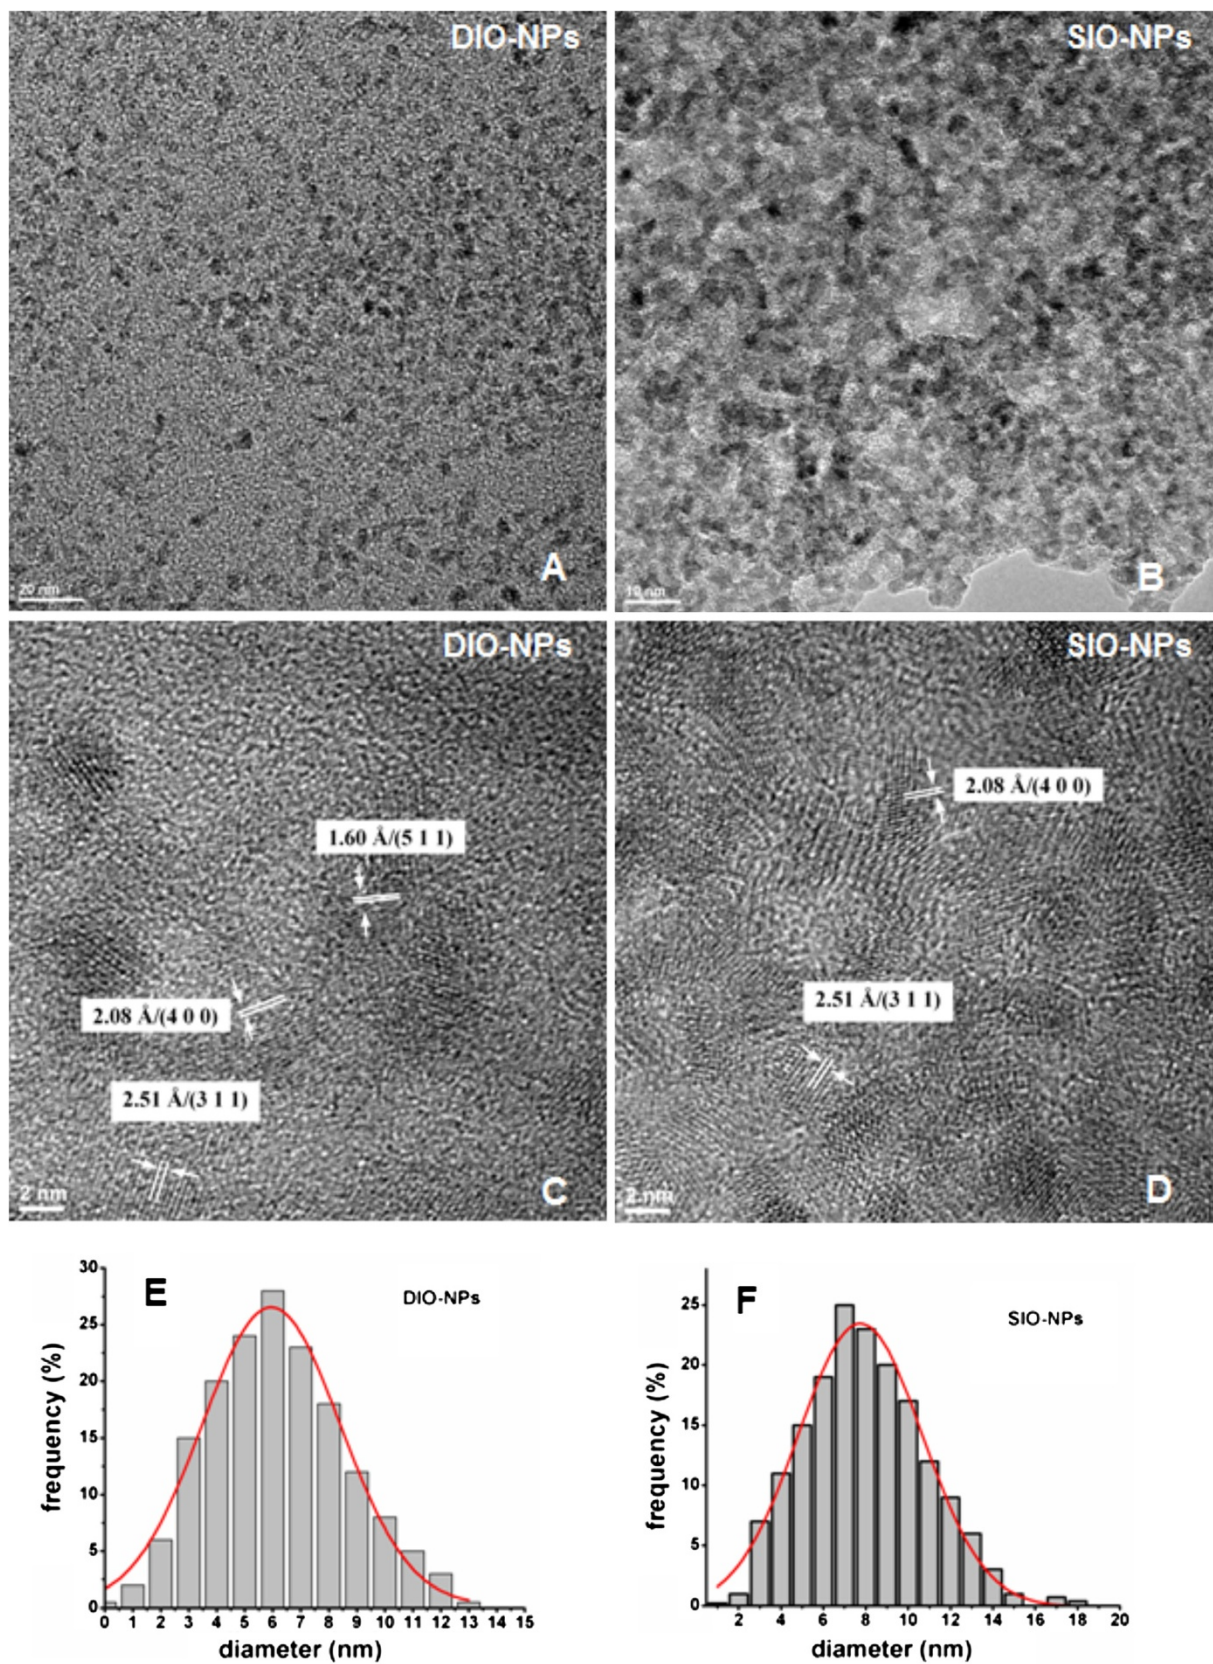 DIO-NPs
SIO-NPs
A
20 nm
B
10 nm
DIO-NPs
SIO-NPs
1.60 Å/(5 1 1)
2.08 Å/(4 0 0)
2.51 Å/(3 1 1)
2 nm
C
2.08 Å/(4 0 0)
2.51 Å/(3 1 1)
2 nm
D
E
DIO-NPs
frequency (%)
30
25
20
15
10
5
0
0 1 2 3 4 5 6 7 8 9 10 11 12 13 14 15
diameter (nm)
F
SIO-NPs
frequency (%)
25
20
15
10
5
0
2 4 6 8 10 12 14 16 18 20
diameter (nm)